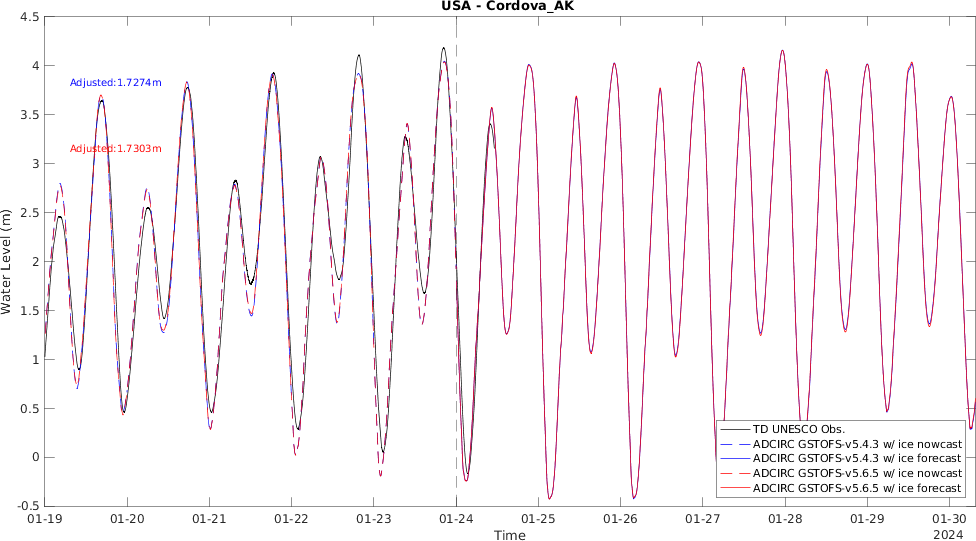 USA - Cordova_AK
4.5
4
3.5
3
2.5
2
1.5
1
0.5
0
-0.5
Water Level (m)
Adjusted:1.7274m
Adjusted:1.7303m
TD UNESCO Obs.
ADCIRC GSTOFS-v5.4.3 w/ ice nowcast
ADCIRC GSTOFS-v5.4.3 w/ ice forecast
ADCIRC GSTOFS-v5.6.5 w/ ice nowcast
ADCIRC GSTOFS-v5.6.5 w/ ice forecast
01-19 01-20 01-21 01-22 01-23 01-24 01-25 01-26 01-27 01-28 01-29 01-30
Time
2024